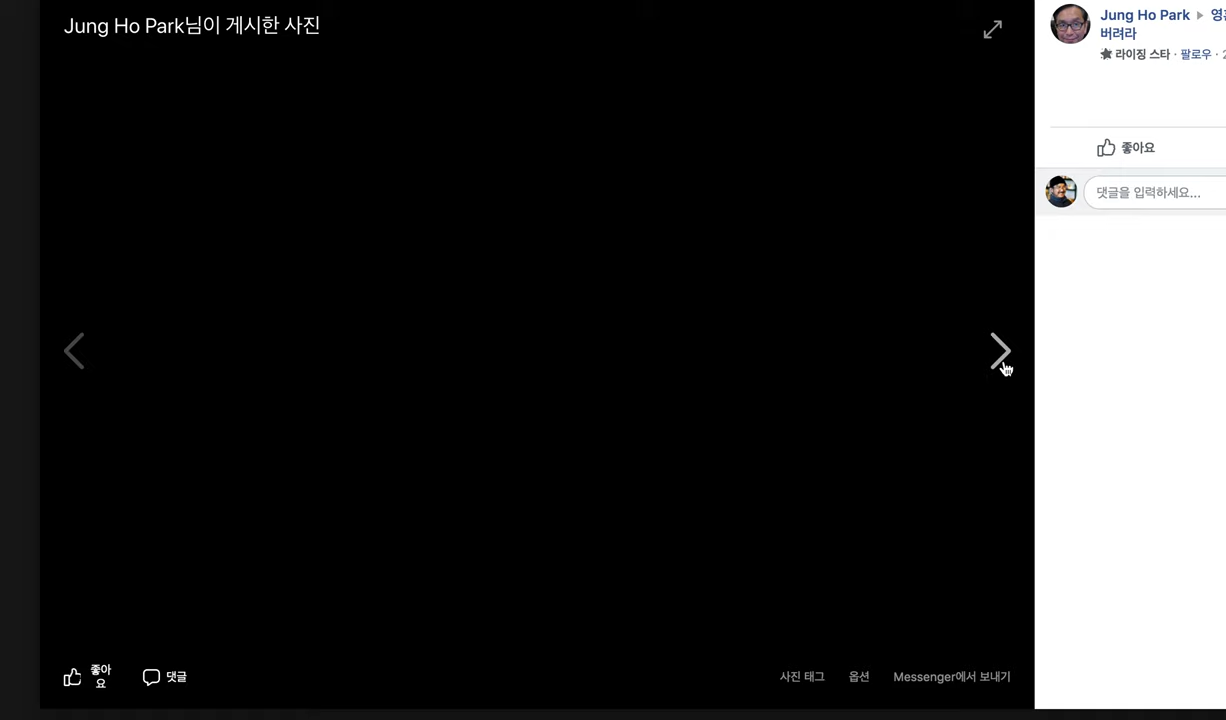 Jung Ho Park님이 게시한 사진
Jung Ho Park
버려라
라이징 스타 · 팔로우 ·
좋아요
댓글을 입력하세요...
좋아
요
댓글
사진 태그
옵션
Messenger에서 보내기